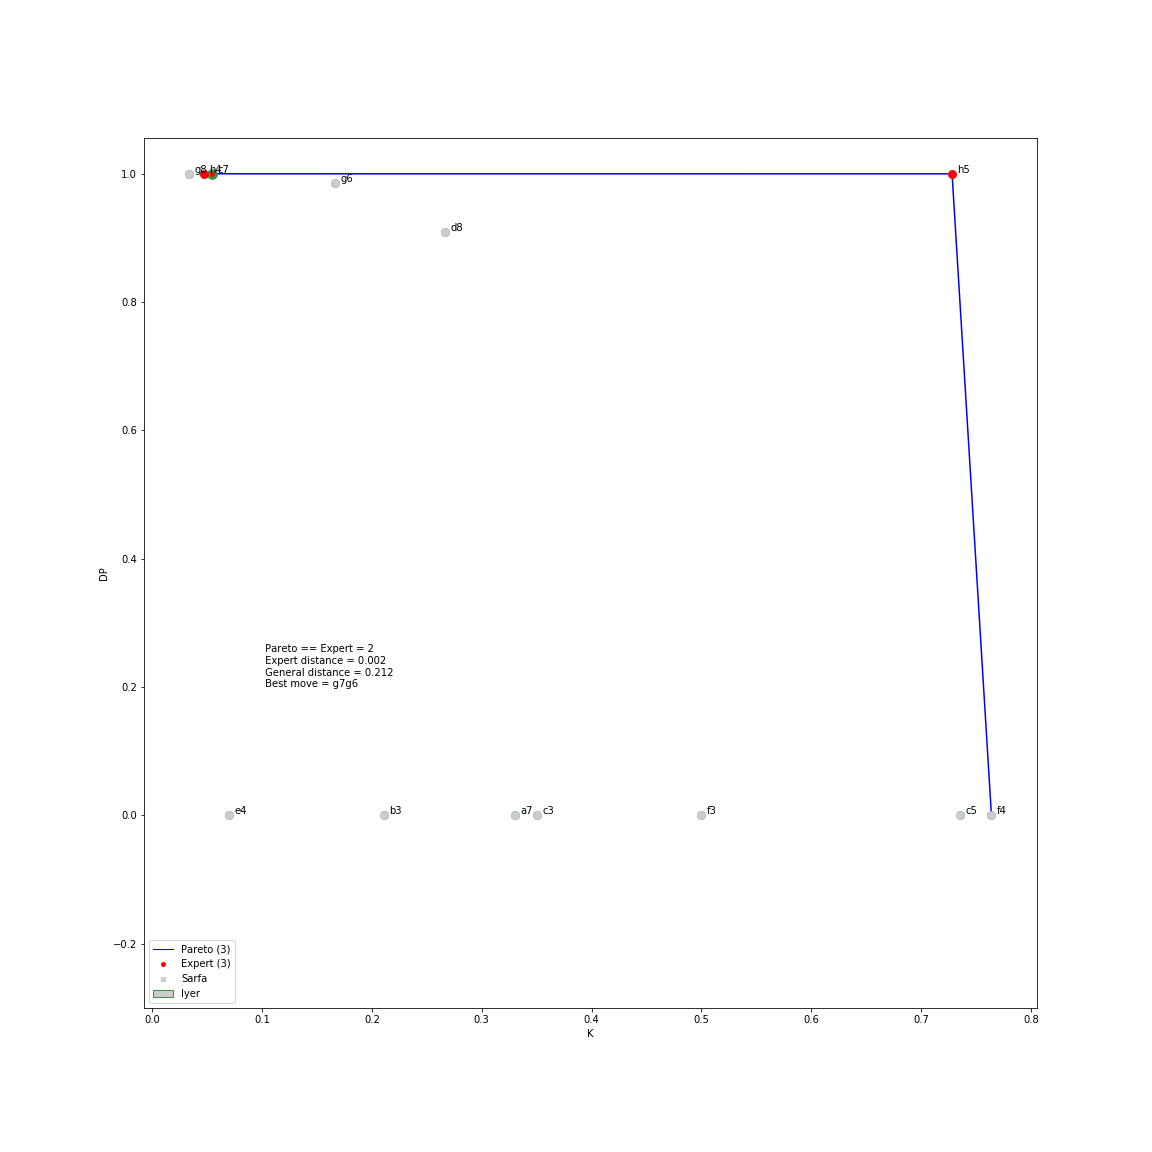 1.0
g8
h4
h5
g6
d8
0.8
0.6
0.4
DP
Pareto == Expert = 2
Expert distance = 0.002
General distance = 0.212
Best move = g7g6
0.2
0.0
e4
b3
a7
c3
f3
c5
f4
−0.2
Pareto (3)
Expert (3)
Sarfa
Iyer
0.0 0.1 0.2 0.3 0.4 0.5 0.6 0.7 0.8
K